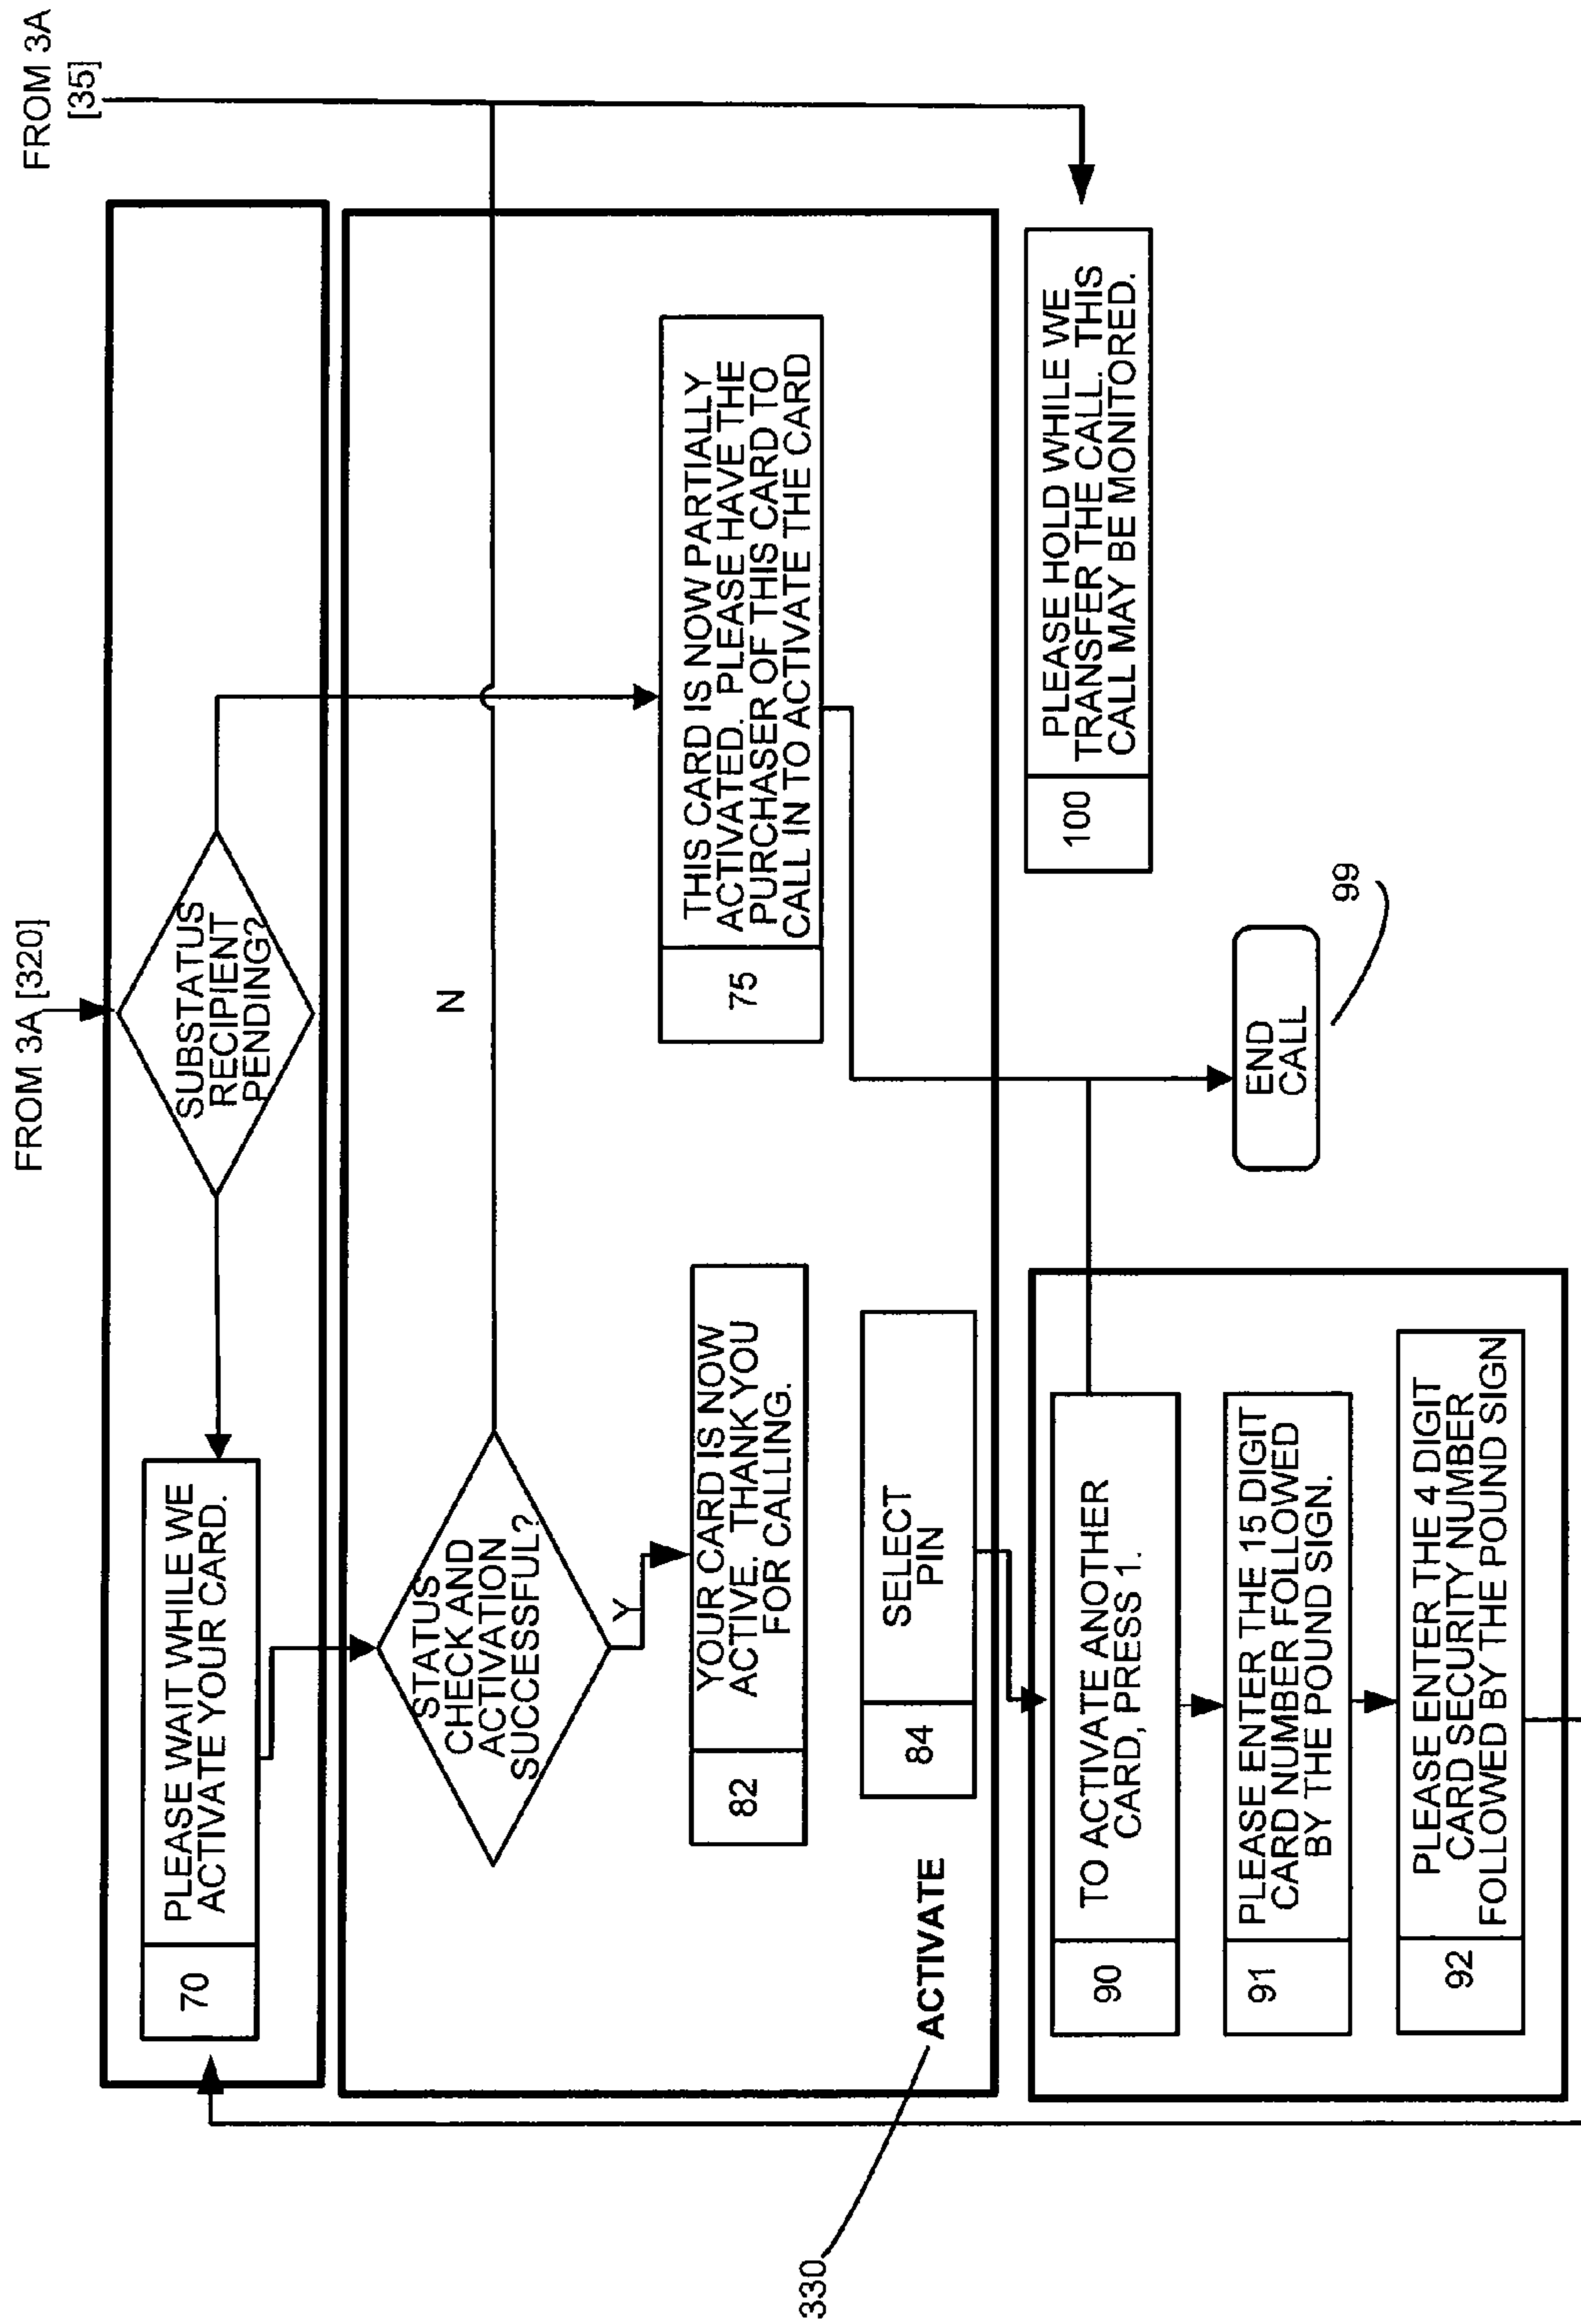 FROM 3A [320]
FROM 3A
[35]
SUBSTATUS
RECIPIENT
PENDING?
70
PLEASE WAIT WHILE WE
ACTIVATE YOUR CARD.
STATUS
CHECK AND
ACTIVATION
SUCCESSFUL?
N
Y
82
YOUR CARD IS NOW
ACTIVE. THANK YOU
FOR CALLING.
75
THIS CARD IS NOW PARTIALLY
ACTIVATED. PLEASE HAVE THE
PURCHASER OF THIS CARD TO
CALL IN TO ACTIVATE THE CARD
84
SELECT
PIN
330
ACTIVATE
90
TO ACTIVATE ANOTHER
CARD, PRESS 1.
91
PLEASE ENTER THE 15 DIGIT
CARD NUMBER FOLLOWED
BY THE POUND SIGN.
92
PLEASE ENTER THE 4 DIGIT
CARD SECURITY NUMBER
FOLLOWED BY THE POUND SIGN
100
PLEASE HOLD WHILE WE
TRANSFER THE CALL. THIS
CALL MAY BE MONITORED.
END
CALL
99